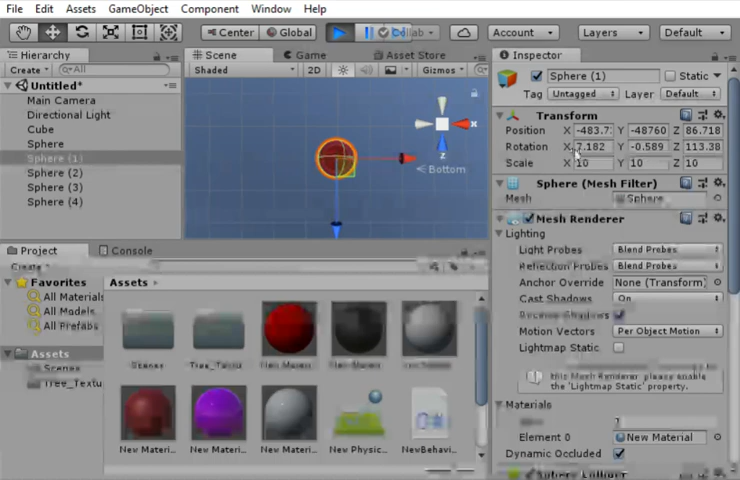 File Edit Assets GameObject Component Window Help
Center Global Collab Account Layers Default
Hierarchy
Create All
Untitled*
Main Camera
Directional Light
Cube
Sphere
Sphere (1)
Sphere (2)
Sphere (3)
Sphere (4)
Scene Game Asset Store
Shaded 2D Gizmos
x
z
Bottom
Project Console
Create
Favorites
All Materials
All Models
All Prefabs
Assets
Scenes
Tree_Textu
Assets
Scenes Tree_Textu New Materi New Materi
New Materi... New Materi... New Materi... New Physic... NewBehavi...
Inspector
Sphere (1) Static
Tag Untagged Layer Default
Transform
Position X -483.7 Y -48760 Z 86.718
Rotation X 7.182 Y -0.589 Z 113.38
Scale X 10 Y 10 Z 10
Sphere (Mesh Filter)
Mesh Sphere
Mesh Renderer
Lighting
Light Probes Blend Probes
Reflection Probes Blend Probes
Anchor Override None (Transform)
Cast Shadows On
Receive Shadows
Motion Vectors Per Object Motion
Lightmap Static
this Mesh Renderer, please enable
the 'Lightmap Static' property.
Materials
Element 0 New Material
Dynamic Occluded
Sphere Collider